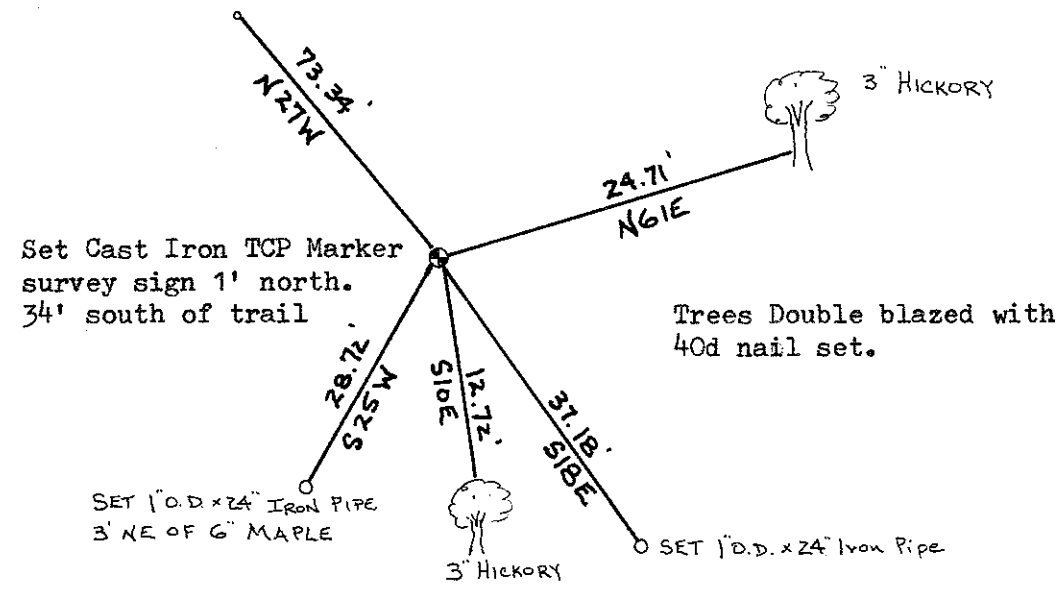 73.34'
N27W
3" HICKORY
24.71'
N61E
Set Cast Iron TCP Marker
survey sign 1' north.
34' south of trail
Trees Double blazed with
40d nail set.
28.72'
S25W
S10E
12.72'
37.18'
S18E
SET 1" O.D. x 24" IRON PIPE
3' NE OF 6" MAPLE
3" HICKORY
SET 1" O.D. x 24" Iron Pipe